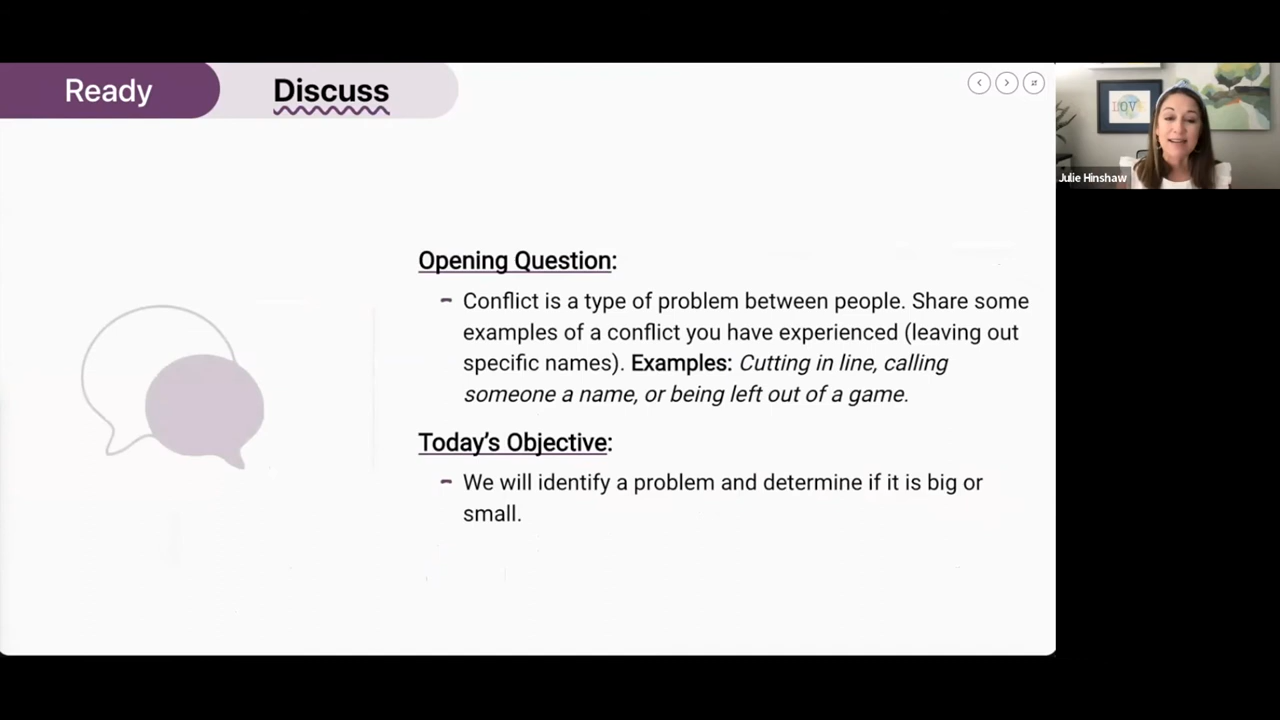 Ready
Discuss
Opening Question:
- Conflict is a type of problem between people. Share some
examples of a conflict you have experienced (leaving out
specific names). Examples: Cutting in line, calling
someone a name, or being left out of a game.
Today's Objective:
- We will identify a problem and determine if it is big or
small.
LOVE
Julie Hinshaw